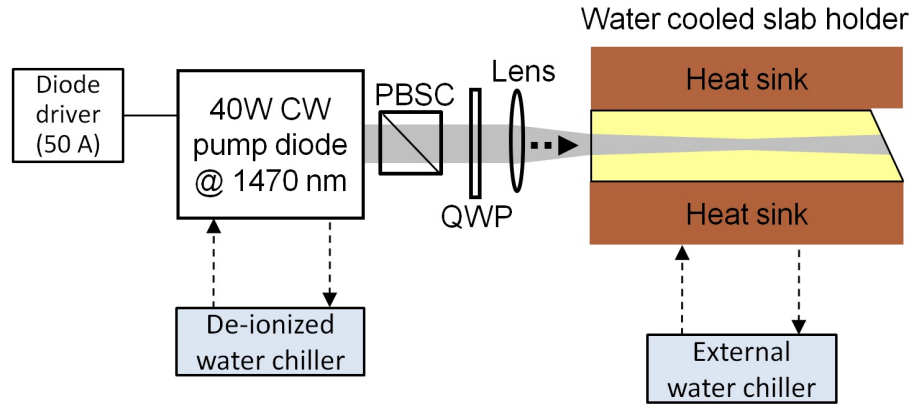 Water cooled slab holder
Diode
driver
(50 A)
40W CW
pump diode
@ 1470 nm
PBSC
Lens
QWP
Heat sink
Heat sink
De-ionized
water chiller
External
water chiller